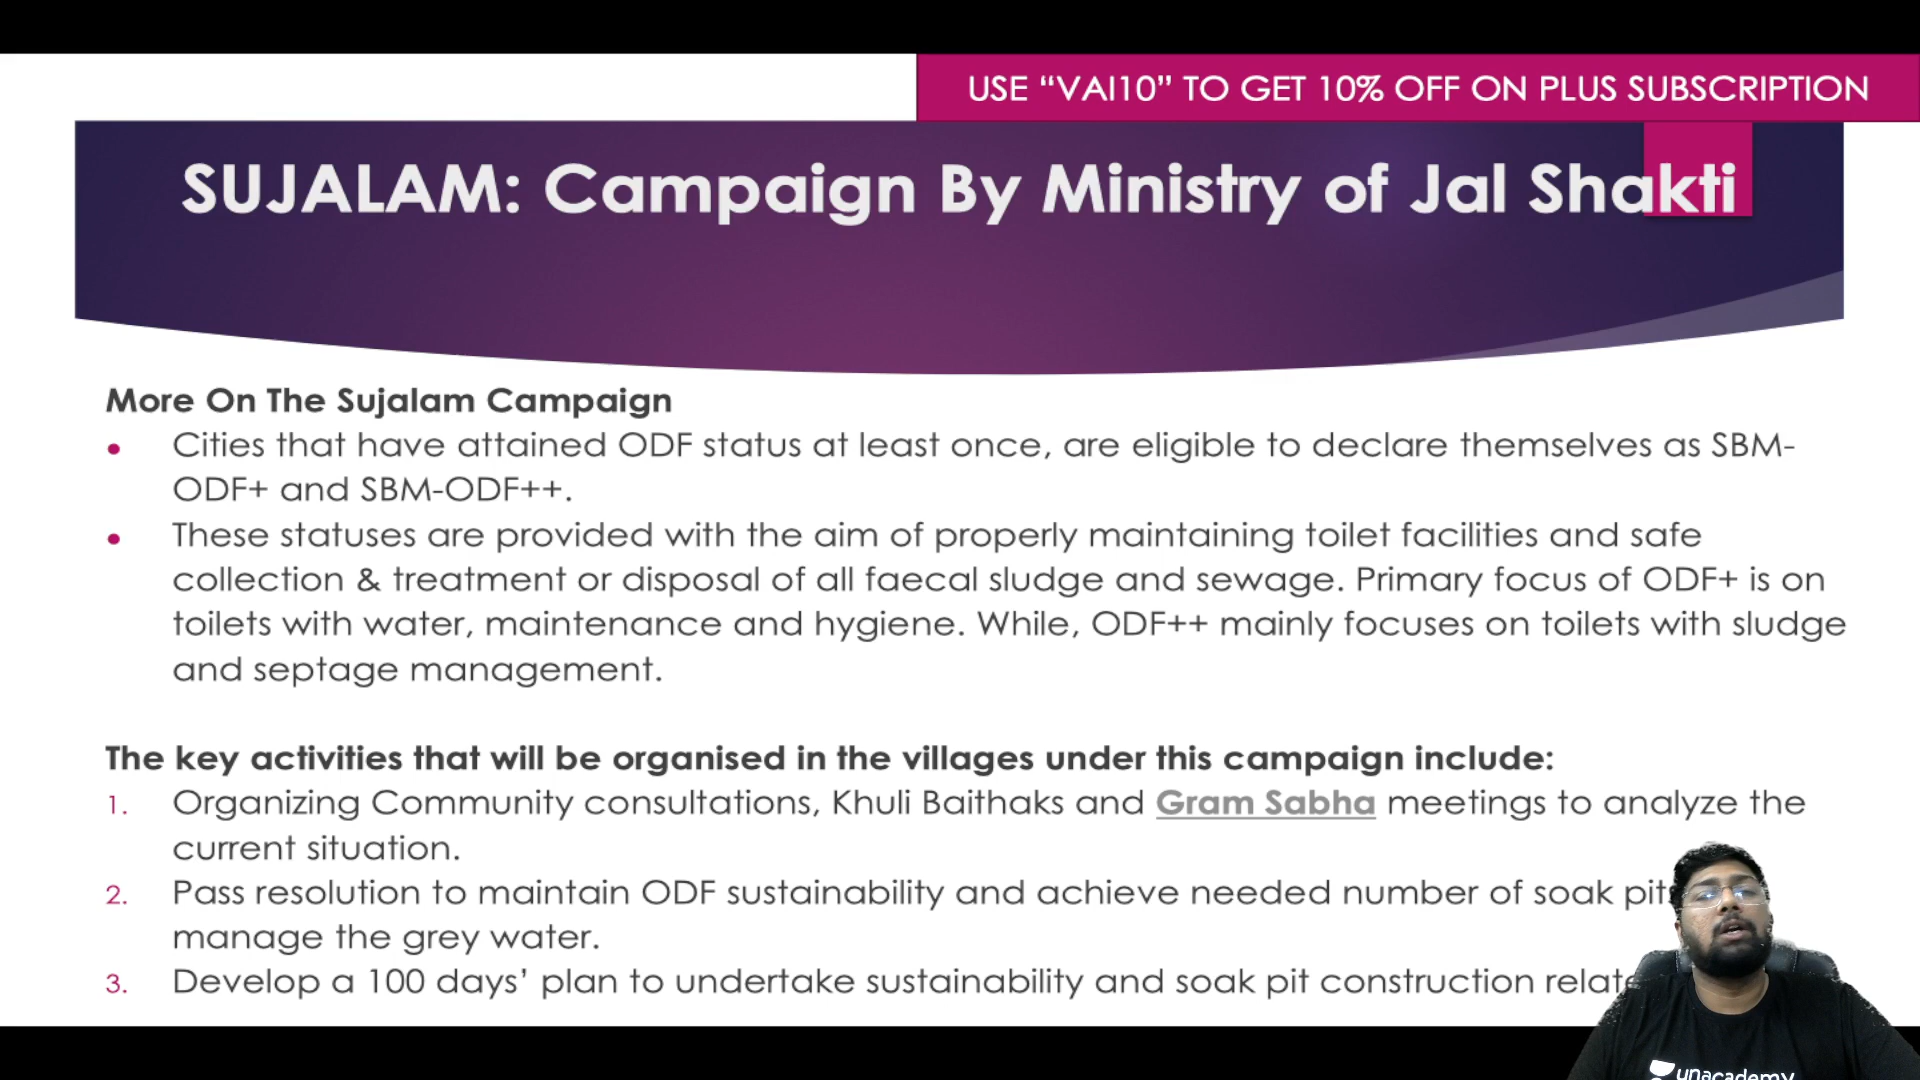 USE “VAI10” TO GET 10% OFF ON PLUS SUBSCRIPTION
SUJALAM: Campaign By Ministry of Jal Shakti
More On The Sujalam Campaign
• Cities that have attained ODF status at least once, are eligible to declare themselves as SBM-
ODF+ and SBM-ODF++.
• These statuses are provided with the aim of properly maintaining toilet facilities and safe
collection & treatment or disposal of all faecal sludge and sewage. Primary focus of ODF+ is on
toilets with water, maintenance and hygiene. While, ODF++ mainly focuses on toilets with sludge
and septage management.
The key activities that will be organised in the villages under this campaign include:
1. Organizing Community consultations, Khuli Baithaks and Gram Sabha meetings to analyze the
current situation.
2. Pass resolution to maintain ODF sustainability and achieve needed number of soak
manage the grey water.
3. Develop a 100 days’ plan to undertake sustainability and soak pit construction
unacademy